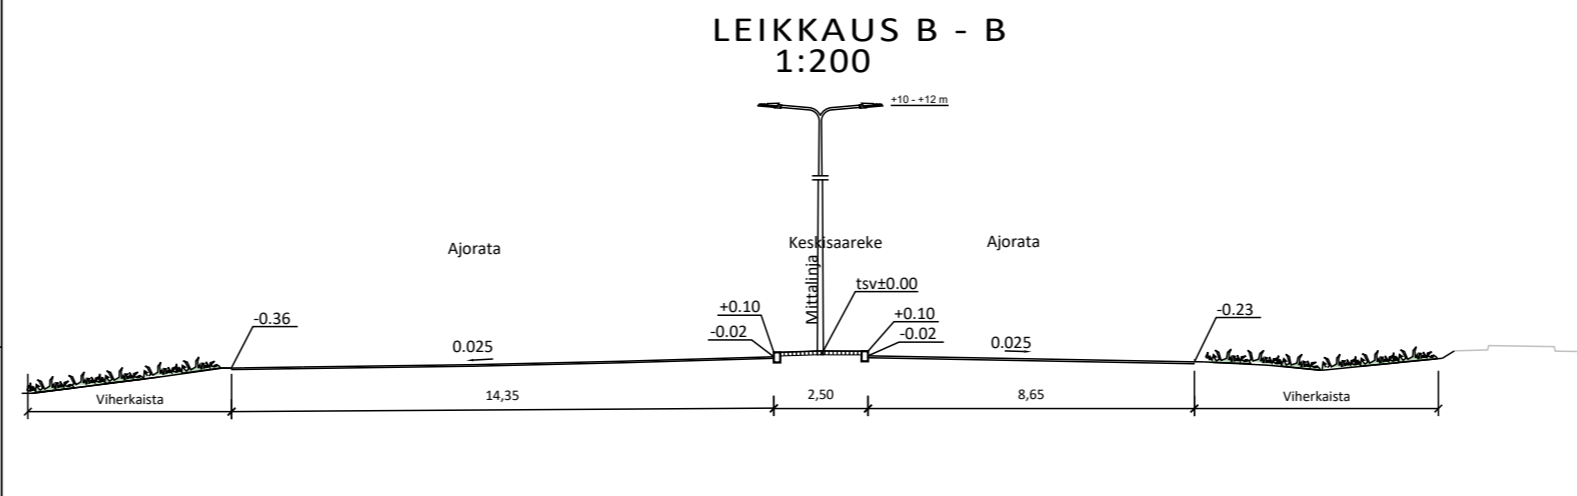 LEIKKAUS B - B
1:200
+10 - +12 m
Ajorata
Keskisaareke
Ajorata
Mittalinja
tsv±0.00
-0.36
+0.10
+0.10
-0.23
-0.02
-0.02
0.025
0.025
Viherkaista
14,35
2,50
8,65
Viherkaista